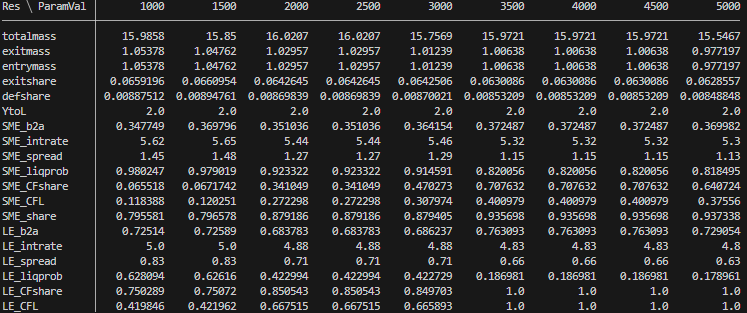 Res \ ParamVal 1000 1500 2000 2500 3000 3500 4000 4500 5000
totalmass 15.9858 15.85 16.0207 16.0207 15.7569 15.9721 15.9721 15.9721 15.5467
exitmass 1.05378 1.04762 1.02957 1.02957 1.01239 1.00638 1.00638 1.00638 0.977197
entrymass 1.05378 1.04762 1.02957 1.02957 1.01239 1.00638 1.00638 1.00638 0.977197
exitshare 0.0659196 0.0660954 0.0642645 0.0642645 0.0642506 0.0630086 0.0630086 0.0630086 0.0628557
defshare 0.00887512 0.00894761 0.00869839 0.00869839 0.00870021 0.00853209 0.00853209 0.00853209 0.00848848
YtoL 2.0 2.0 2.0 2.0 2.0 2.0 2.0 2.0 2.0
SME_b2a 0.347749 0.369796 0.351036 0.351036 0.364154 0.372487 0.372487 0.372487 0.369982
SME_intrate 5.62 5.65 5.44 5.44 5.46 5.32 5.32 5.32 5.3
SME_spread 1.45 1.48 1.27 1.27 1.29 1.15 1.15 1.15 1.13
SME_liqprob 0.980247 0.979019 0.923322 0.923322 0.914591 0.820056 0.820056 0.820056 0.818495
SME_CFshare 0.065518 0.0671742 0.341049 0.341049 0.470273 0.707632 0.707632 0.707632 0.640724
SME_CFL 0.118388 0.120251 0.272298 0.272298 0.307974 0.400979 0.400979 0.400979 0.37556
SME_share 0.795581 0.796578 0.879186 0.879186 0.879405 0.935698 0.935698 0.935698 0.937338
LE_b2a 0.72514 0.72589 0.683783 0.683783 0.686237 0.763093 0.763093 0.763093 0.729054
LE_intrate 5.0 5.0 4.88 4.88 4.88 4.83 4.83 4.83 4.8
LE_spread 0.83 0.83 0.71 0.71 0.71 0.66 0.66 0.66 0.63
LE_liqprob 0.628094 0.62616 0.422994 0.422994 0.422729 0.186981 0.186981 0.186981 0.178961
LE_CFshare 0.750289 0.75072 0.850543 0.850543 0.849703 1.0 1.0 1.0 1.0
LE_CFL 0.419846 0.421962 0.667515 0.667515 0.665893 1.0 1.0 1.0 1.0